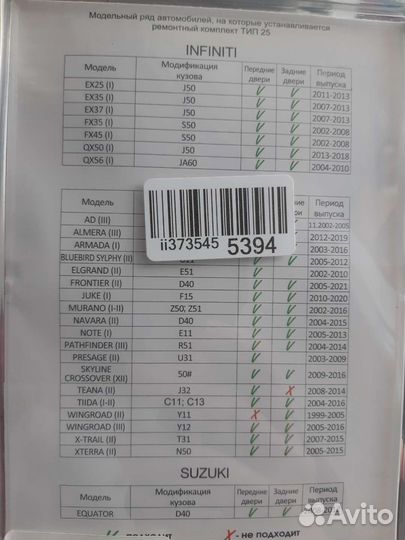 Модельный ряд автомобилей, на которые устанавливается
ремонтный комплект ТИП 25
INFINITI
Модель Модификация кузова Передние двери Задние двери Период выпуска
EX25 (I) J50 V V 2011-2013
EX35 (I) J50 V V 2007-2013
EX37 (I) J50 V V 2007-2013
FX35 (I) S50 V V 2002-2008
FX45 (I) S50 V V 2002-2008
QX50 (I) J50 V V 2013-2018
QX56 (I) JA60 V V 2004-2010
Модель двери выпуска
AD (III) 11.2002-2005
ALMERA (III) 2012-2019
ARMADA (I) 2003-2016
BLUEBIRD SYLPHY (II) V V 2005-2012
ELGRAND (II) E51 V 2002-2010
FRONTIER (II) D40 V V 2005-2021
JUKE (I) F15 V V 2010-2020
MURANO (I-II) Z50; Z51 V V 2002-2016
NAVARA (II) D40 V V 2004-2015
NOTE (I) E11 V V 2005-2013
PATHFINDER (III) R51 V V 2004-2014
PRESAGE (II) U31 V 2003-2009
SKYLINE CROSSOVER (XII) 50# V V 2009-2016
TEANA (II) J32 V X 2008-2014
TIIDA (I-II) C11; C13 V V 2004-2016
WINGROAD (II) Y11 X V 1999-2005
WINGROAD (III) Y12 V V 2005-2016
X-TRAIL (II) T31 V V 2007-2015
XTERRA (II) N50 V V 2005-2015
ii373545 5394
SUZUKI
Модель Модификация кузова Передние двери Задние двери Период выпуска
EQUATOR D40 V V
V X - не подходит
Avito